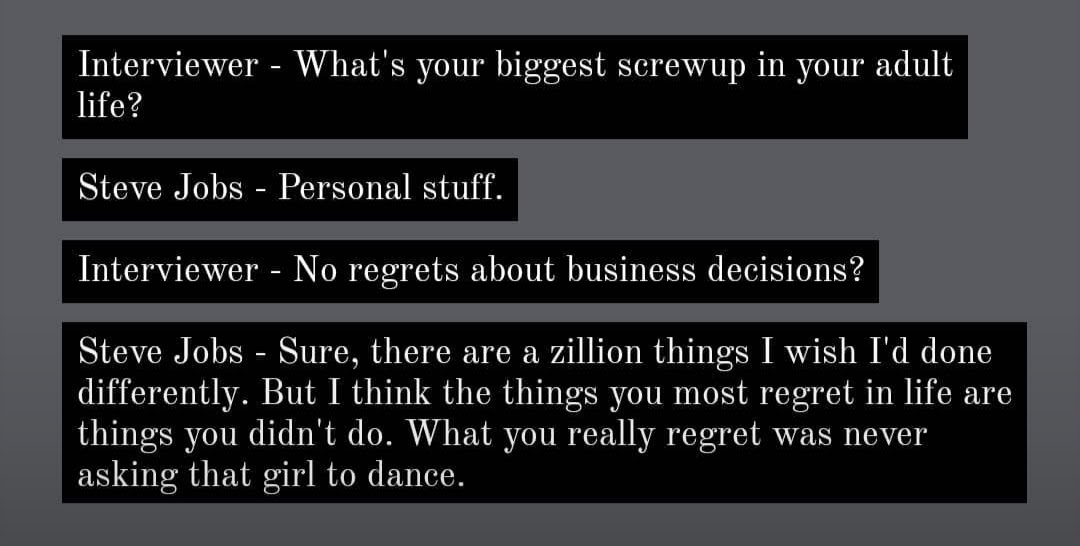 Interviewer - What's your biggest screwup in your adult
life?
Steve Jobs - Personal stuff.
Interviewer - No regrets about business decisions?
Steve Jobs - Sure, there are a zillion things I wish I'd done
differently. But I think the things you most regret in life are
things you didn't do. What you really regret was never
asking that girl to dance.